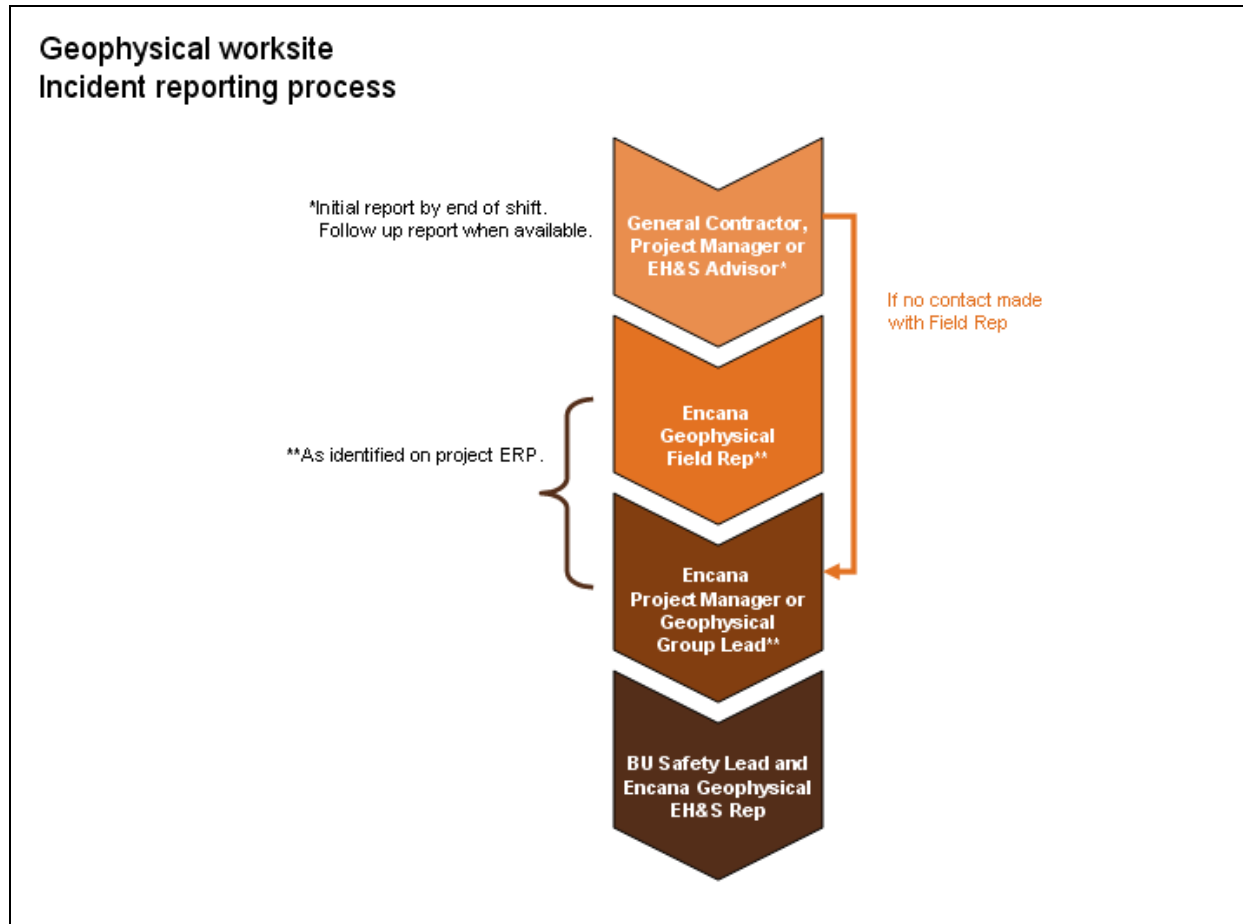 Geophysical worksite
Incident reporting process
*Initial report by end of shift.
Follow up report when available.
General Contractor,
Project Manager or
EH&S Advisor*
If no contact made
with Field Rep
Encana
Geophysical
Field Rep**
**As identified on project ERP.
Encana
Project Manager or
Geophysical
Group Lead**
BU Safety Lead and
Encana Geophysical
EH&S Rep